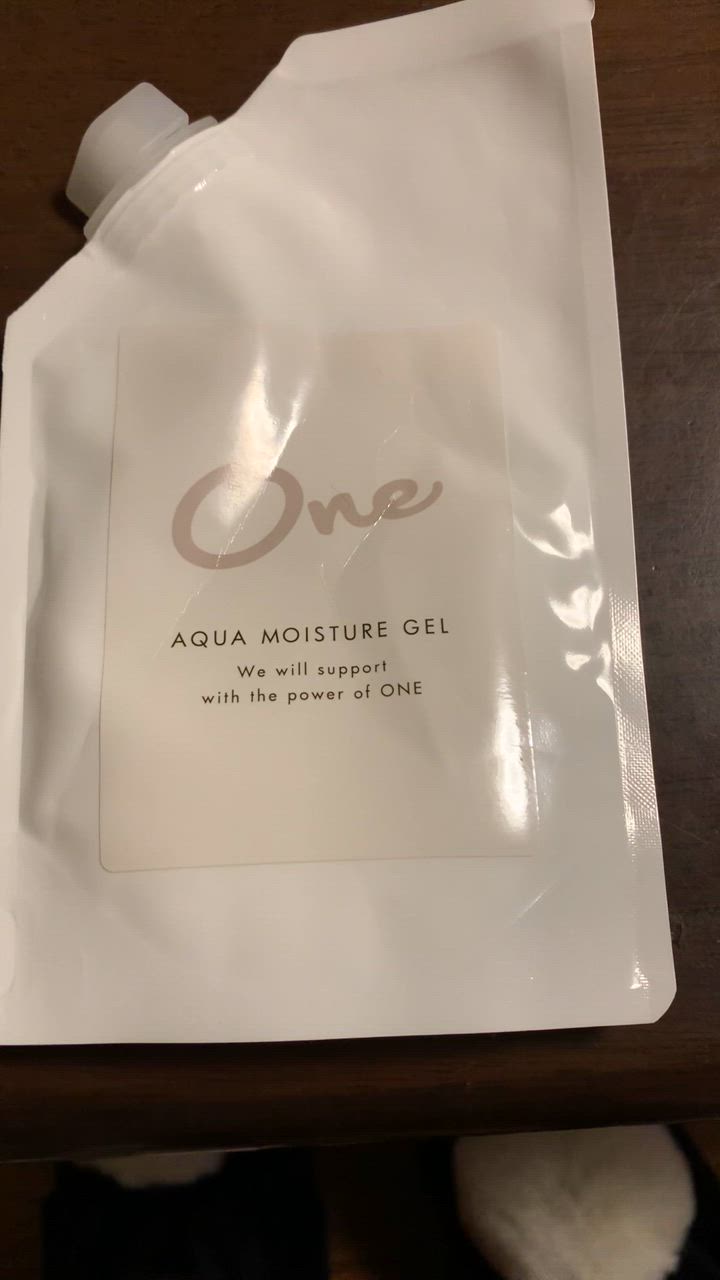 One
AQUA MOISTURE GEL
We will support
with the power of ONE